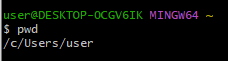 user@DESKTOP-OCGV6IK MINGW64 ~
$ pwd
/c/Users/user